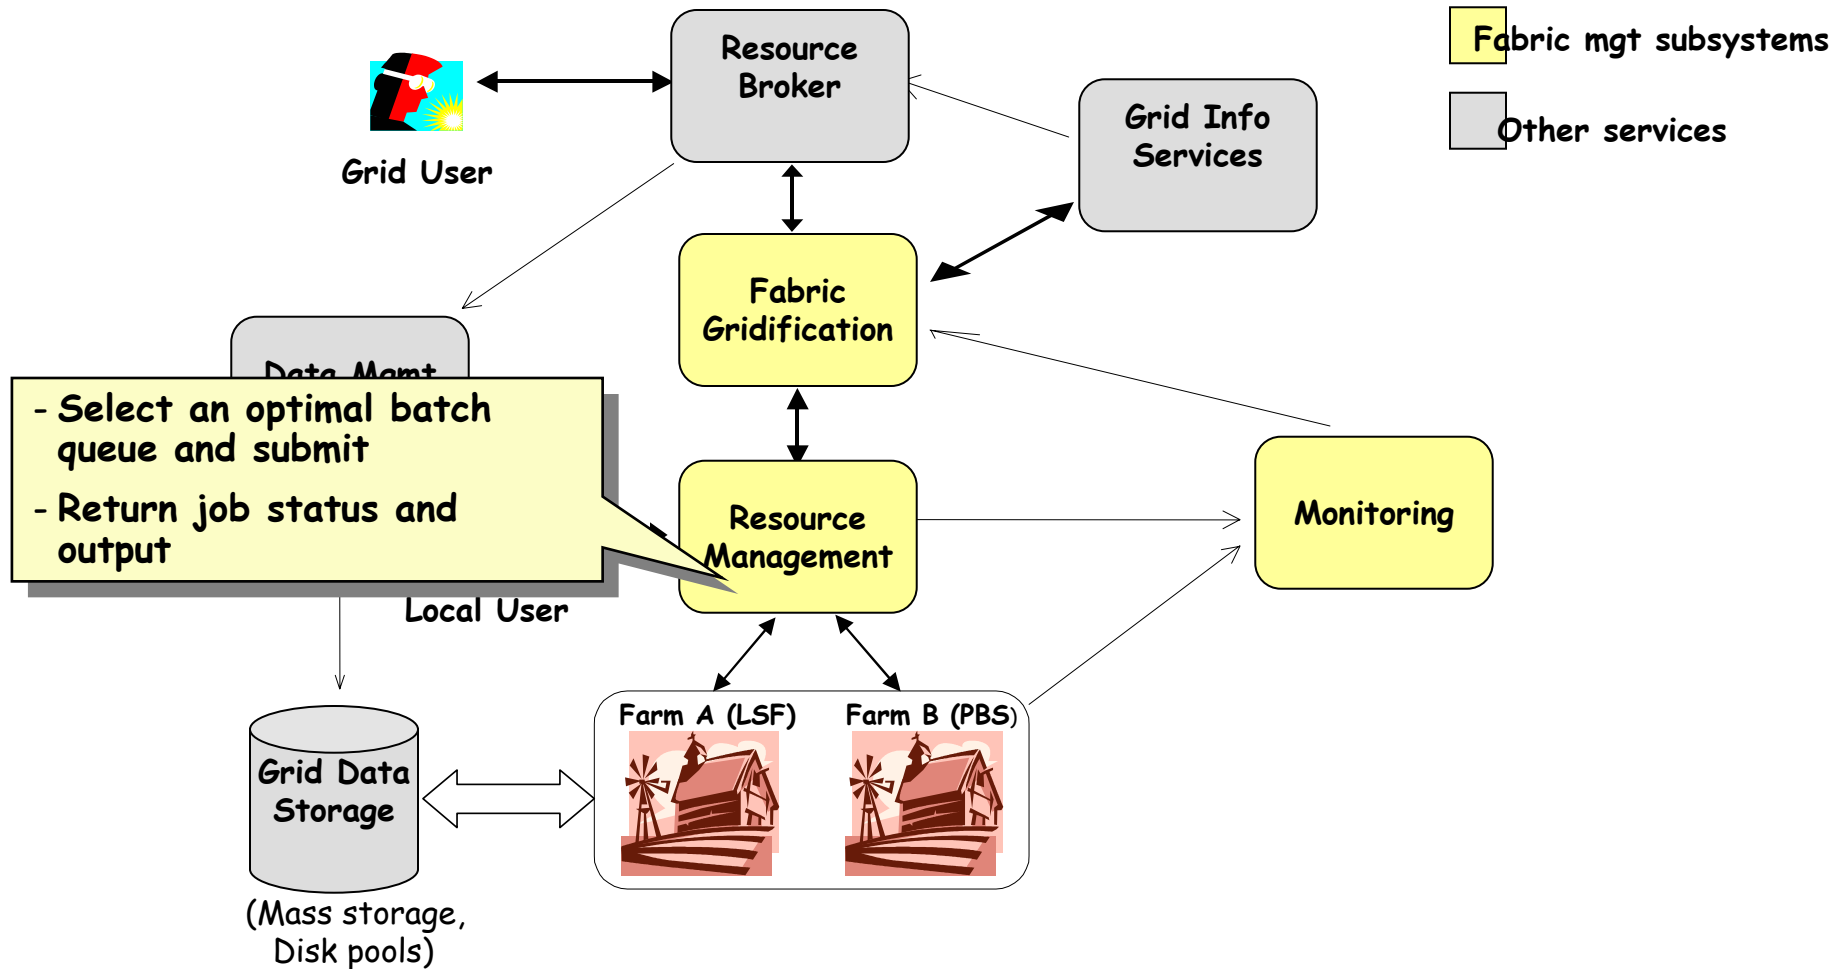 Resource
Broker
Fabric mgt subsystems
Other services
Grid Info
Services
Grid User
Fabric
Gridification
Data Mgmt
- Select an optimal batch
queue and submit
- Return job status and
output
Resource
Management
Monitoring
Local User
Farm A (LSF)
Farm B (PBS)
Grid Data
Storage
(Mass storage,
Disk pools)